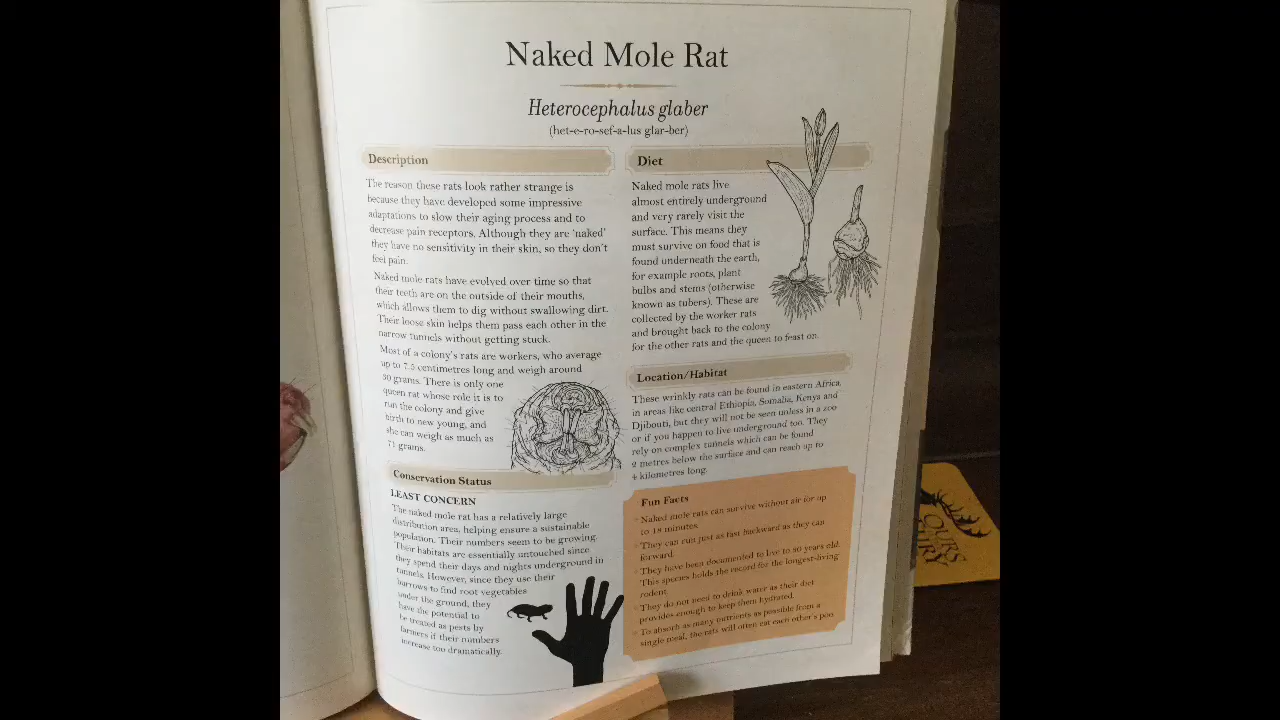 Naked Mole Rat
Heterocephalus glaber
(het-e-ro-sef-a-lus glar-ber)
Description
The reason these rats look rather strange is
because they have developed some impressive
adaptations to slow their aging process and to
decrease pain receptors. Although they are 'naked'
they have no sensitivity in their skin, so they don't
feel pain.
Naked mole rats have evolved over time so that
their teeth are on the outside of their mouths,
which allows them to dig without swallowing dirt.
Their loose skin helps them pass each other in the
narrow tunnels without getting stuck.
Most of a colony's rats are workers, who average
up to 7.5 centimetres long and weigh around
30 grams. There is only one
queen rat whose role it is to
run the colony and give
birth to new young, and
she can weigh as much as
71 grams.
Conservation Status
LEAST CONCERN
The naked mole rat has a relatively large
distribution area, helping ensure a sustainable
population. Their numbers seem to be growing.
Their habitats are essentially untouched since
they spend their days and nights underground in
tunnels. However, since they use their
burrows to find root vegetables
under the ground, they
have the potential to
be treated as pests by
farmers if their numbers
increase too dramatically.
Diet
Naked mole rats live
almost entirely underground
and very rarely visit the
surface. This means they
must survive on food that is
found underneath the earth,
for example roots, plant
bulbs and stems (otherwise
known as tubers). These are
collected by the worker rats
and brought back to the colony
for the other rats and the queen to feast on.
Location/Habitat
These wrinkly rats can be found in eastern Africa,
in areas like central Ethiopia, Somalia, Kenya and
Djibouti, but they will not be seen unless in a zoo
or if you happen to live underground too. They
rely on complex tunnels which can be found
2 metres below the surface and can reach up to
4 kilometres long.
Fun Facts
Naked mole rats can survive without air for up
to 18 minutes.
They can run just as fast backward as they can
forward.
They have been documented to live to 30 years old.
This species holds the record for the longest-living
rodent.
They do not need to drink water as their diet
provides enough to keep them hydrated.
To absorb as many nutrients as possible from a
single meal, the rats will often eat each other's poo
OURS